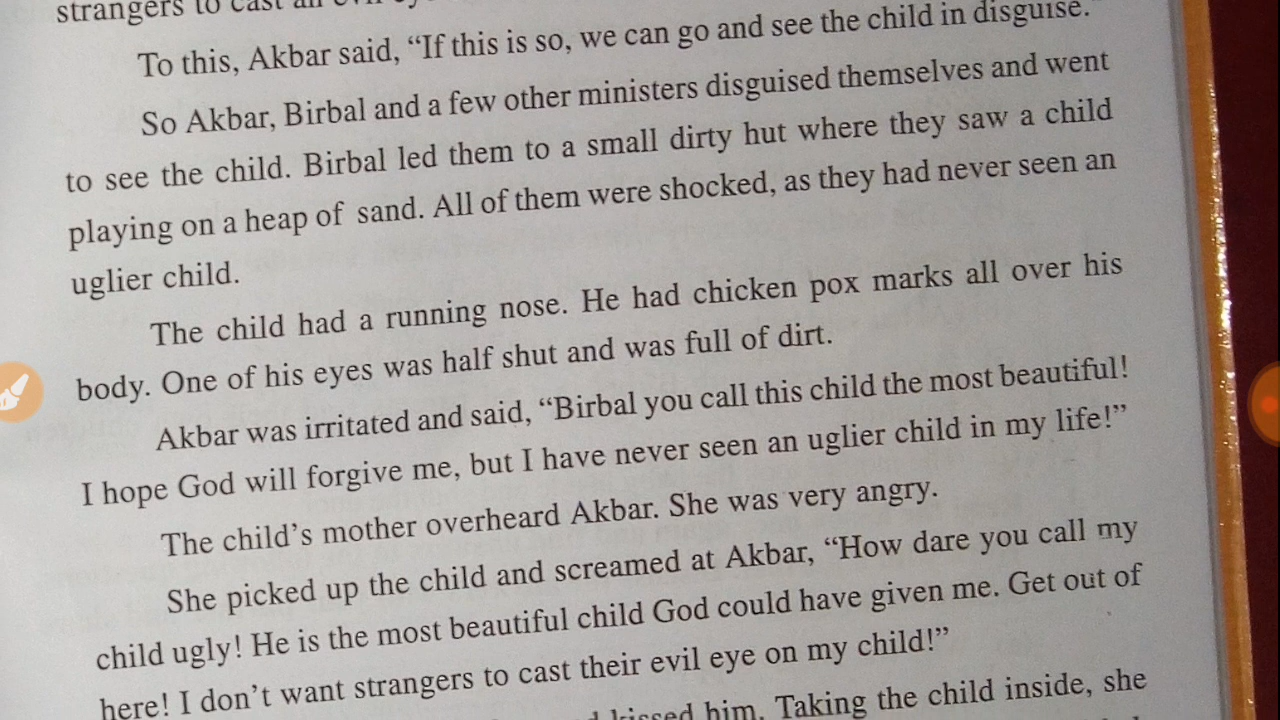 strangers to cast an evil
To this, Akbar said, “If this is so, we can go and see the child in disguise.”
So Akbar, Birbal and a few other ministers disguised themselves and went
to see the child. Birbal led them to a small dirty hut where they saw a child
playing on a heap of sand. All of them were shocked, as they had never seen an
uglier child.
The child had a running nose. He had chicken pox marks all over his
body. One of his eyes was half shut and was full of dirt.
Akbar was irritated and said, “Birbal you call this child the most beautiful!
I hope God will forgive me, but I have never seen an uglier child in my life!”
The child’s mother overheard Akbar. She was very angry.
She picked up the child and screamed at Akbar, “How dare you call my
child ugly! He is the most beautiful child God could have given me. Get out of
here! I don’t want strangers to cast their evil eye on my child!”
kissed him. Taking the child inside, she